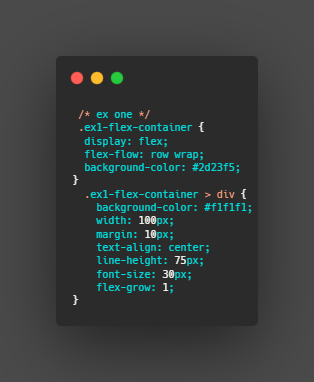 /* ex one */
.ex1-flex-container {
display: flex;
flex-flow: row wrap;
background-color: #2d23f5;
}
.ex1-flex-container > div {
background-color: #f1f1f1;
width: 100px;
margin: 10px;
text-align: center;
line-height: 75px;
font-size: 30px;
flex-grow: 1;
}